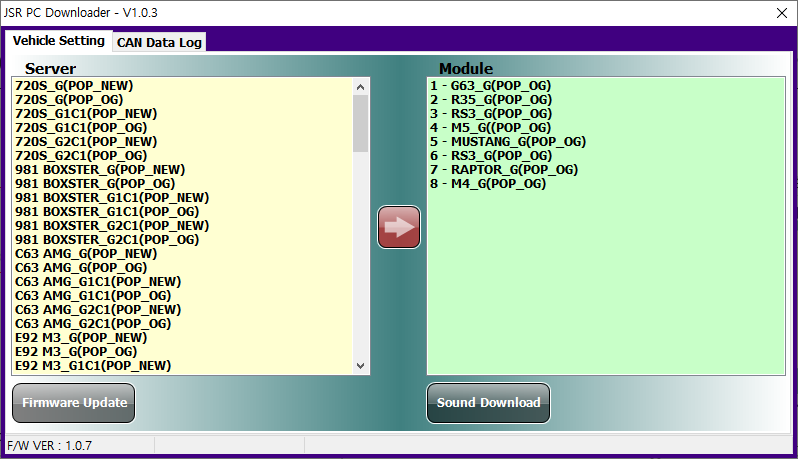 JSR PC Downloader - V1.0.3
Vehicle Setting
CAN Data Log
Server
720S_G(POP_NEW)
720S_G(POP_OG)
720S_G1C1(POP_NEW)
720S_G1C1(POP_OG)
720S_G2C1(POP_NEW)
720S_G2C1(POP_OG)
981 BOXSTER_G(POP_NEW)
981 BOXSTER_G(POP_OG)
981 BOXSTER_G1C1(POP_NEW)
981 BOXSTER_G1C1(POP_OG)
981 BOXSTER_G2C1(POP_NEW)
981 BOXSTER_G2C1(POP_OG)
C63 AMG_G(POP_NEW)
C63 AMG_G(POP_OG)
C63 AMG_G1C1(POP_NEW)
C63 AMG_G1C1(POP_OG)
C63 AMG_G2C1(POP_NEW)
C63 AMG_G2C1(POP_OG)
E92 M3_G(POP_NEW)
E92 M3_G(POP_OG)
E92 M3_G1C1(POP_NEW)
Module
1 - G63_G(POP_OG)
2 - R35_G(POP_OG)
3 - RS3_G(POP_OG)
4 - M5_G((POP_OG)
5 - MUSTANG_G(POP_OG)
6 - RS3_G(POP_OG)
7 - RAPTOR_G(POP_OG)
8 - M4_G(POP_OG)
Firmware Update
Sound Download
F/W VER : 1.0.7